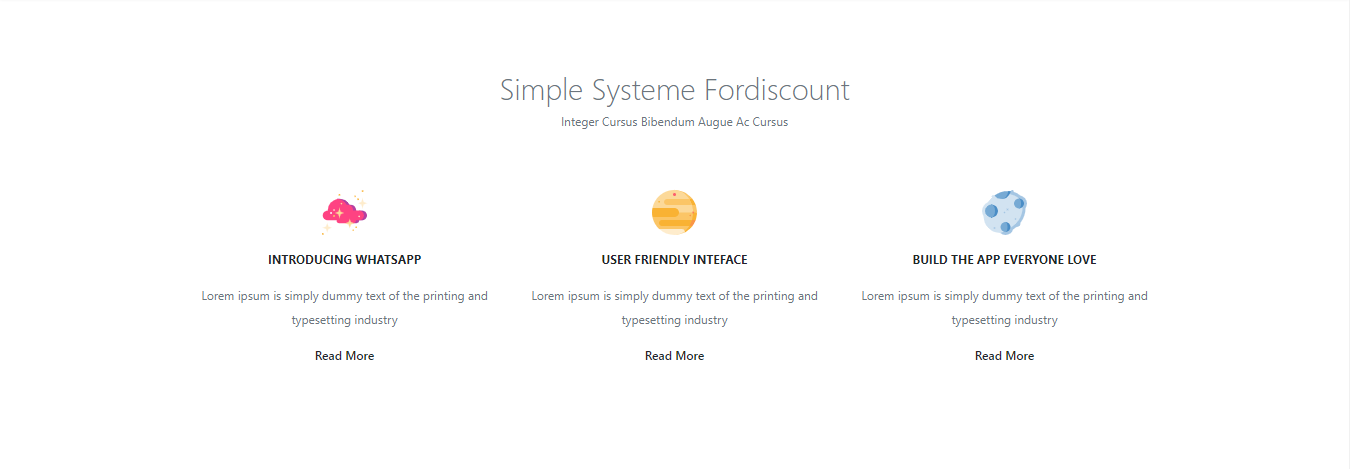 Simple Systeme Fordiscount
Integer Cursus Bibendum Augue Ac Cursus
INTRODUCING WHATSAPP
Lorem ipsum is simply dummy text of the printing and
typesetting industry
Read More
USER FRIENDLY INTEFACE
Lorem ipsum is simply dummy text of the printing and
typesetting industry
Read More
BUILD THE APP EVERYONE LOVE
Lorem ipsum is simply dummy text of the printing and
typesetting industry
Read More